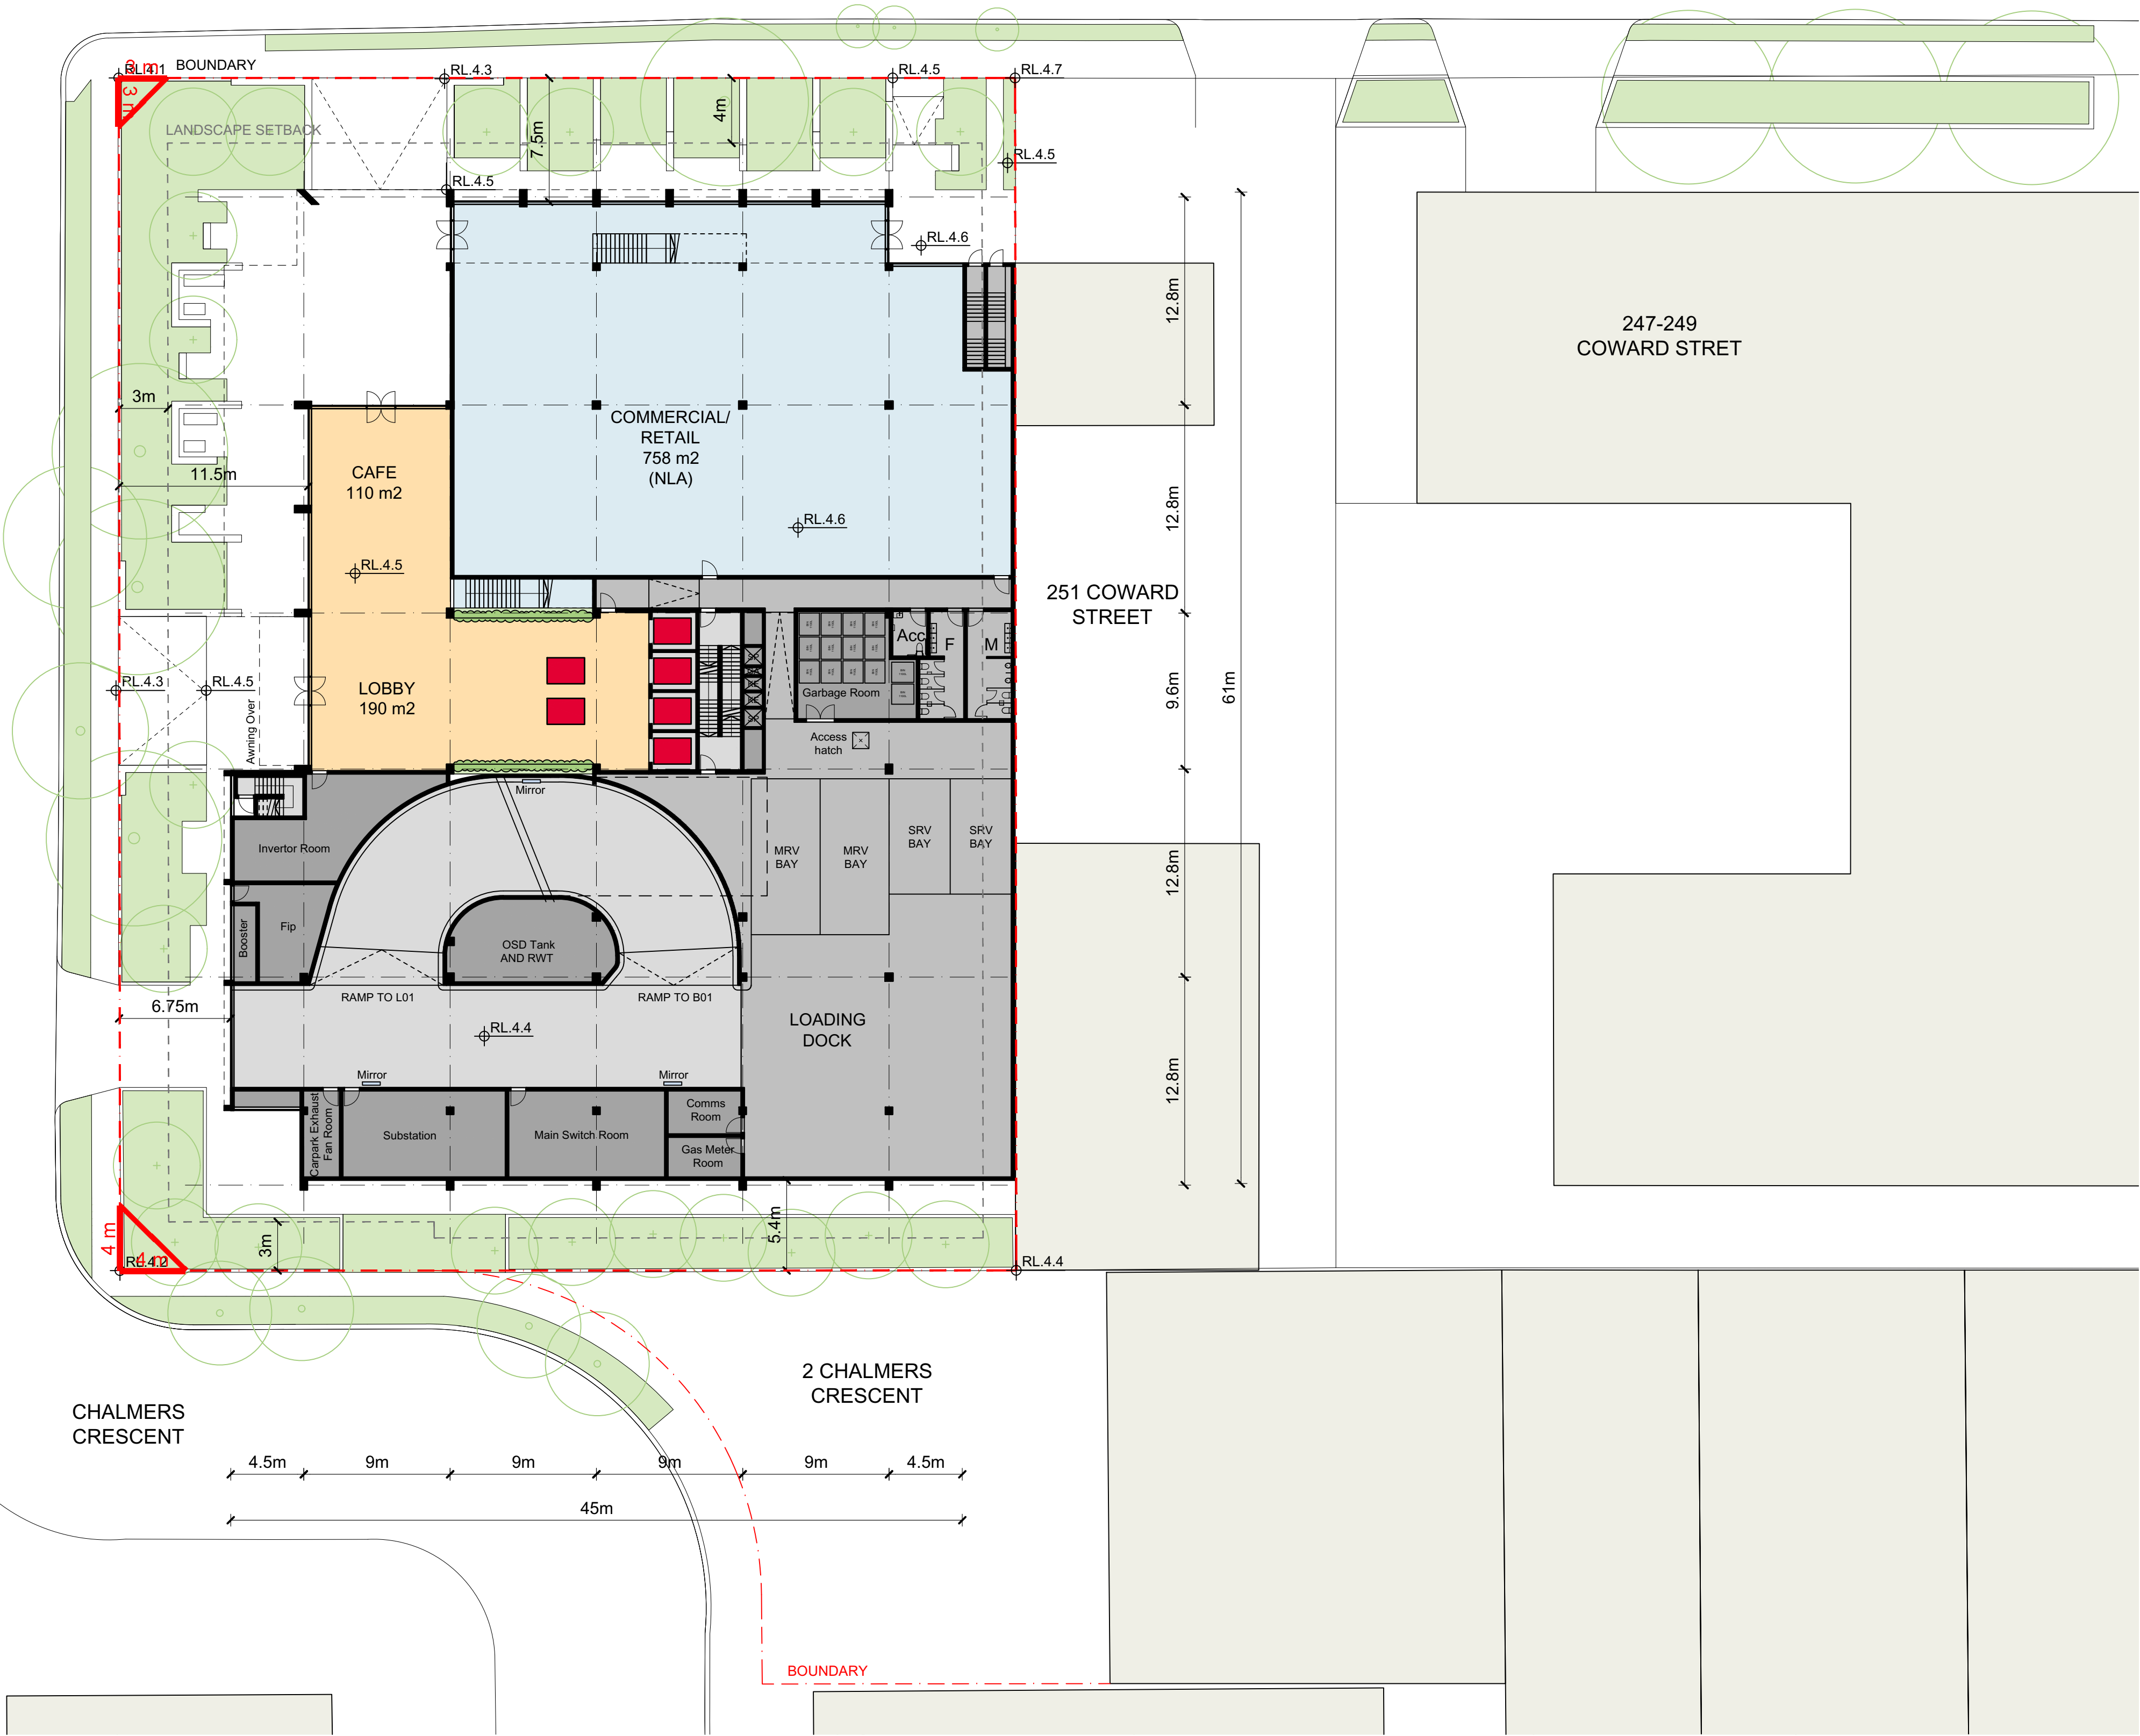 3 m
RL.4.1
BOUNDARY
RL.4.3
RL.4.5
RL.4.7
3 m
4m
7.5m
LANDSCAPE SETBACK
RL.4.5
RL.4.5
RL.4.6
12.8m
247-249
COWARD STRET
3m
COMMERCIAL/
RETAIL
758 m2
(NLA)
CAFE
110 m2
11.5m
12.8m
RL.4.6
RL.4.5
251 COWARD
STREET
Acc
F
M
RL.4.3
RL.4.5
LOBBY
190 m2
Garbage Room
9.6m
61m
Awning Over
Access
hatch
Mirror
Invertor Room
MRV
BAY
MRV
BAY
SRV
BAY
SRV
BAY
12.8m
Booster
Fip
OSD Tank
AND RWT
6.75m
RAMP TO L01
RAMP TO B01
RL.4.4
LOADING
DOCK
Mirror
Mirror
12.8m
Carpark Exhaust
Fan Room
Substation
Main Switch Room
Comms
Room
Gas Meter
Room
4 m
4 m
RL.4.2
3m
5.4m
RL.4.4
2 CHALMERS
CRESCENT
CHALMERS
CRESCENT
4.5m
9m
9m
9m
9m
4.5m
45m
BOUNDARY